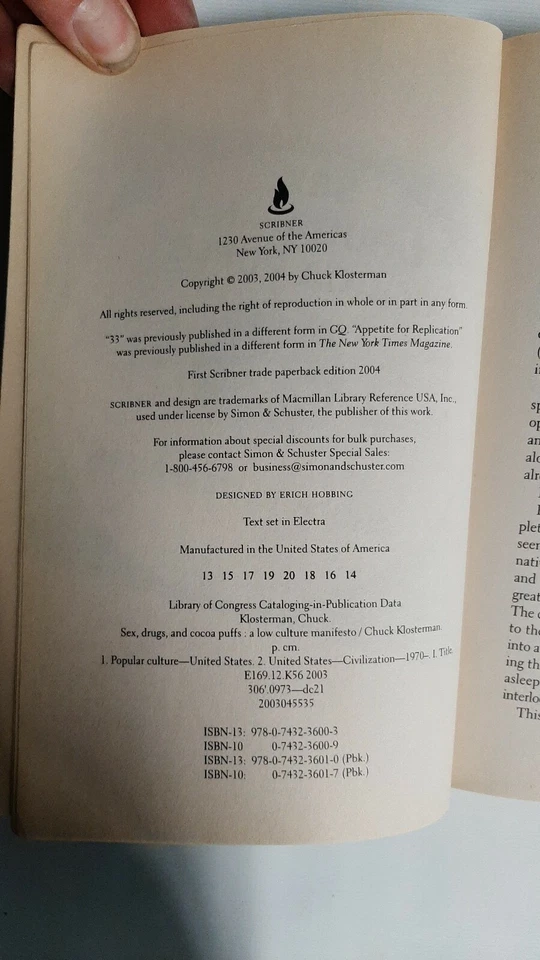 SCRIBNER
1230 Avenue of the Americas
New York, NY 10020
Copyright © 2003, 2004 by Chuck Klosterman
All rights reserved, including the right of reproduction in whole or in part in any form.
"33" was previously published in a different form in GQ. "Appetite for Replication"
was previously published in a different form in The New York Times Magazine.
First Scribner trade paperback edition 2004
SCRIBNER and design are trademarks of Macmillan Library Reference USA, Inc.,
used under license by Simon & Schuster, the publisher of this work.
For information about special discounts for bulk purchases,
please contact Simon & Schuster Special Sales:
1-800-456-6798 or business@simonandschuster.com
DESIGNED BY ERICH HOBBING
Text set in Electra
Manufactured in the United States of America
13 15 17 19 20 18 16 14
Library of Congress Cataloging-in-Publication Data
Klosterman, Chuck.
Sex, drugs, and cocoa puffs : a low culture manifesto / Chuck Klosterman.
p. cm.
1. Popular culture—United States. 2. United States—Civilization—1970–. I. Title.
E169.12.K56 2003
306'.0973—dc21
2003045535
ISBN-13: 978-0-7432-3600-3
ISBN-10 0-7432-3600-9
ISBN-13: 978-0-7432-3601-0 (Pbk.)
ISBN-10: 0-7432-3601-7 (Pbk.)
and
The
to the
into a
ing th
asleep
interlo
This